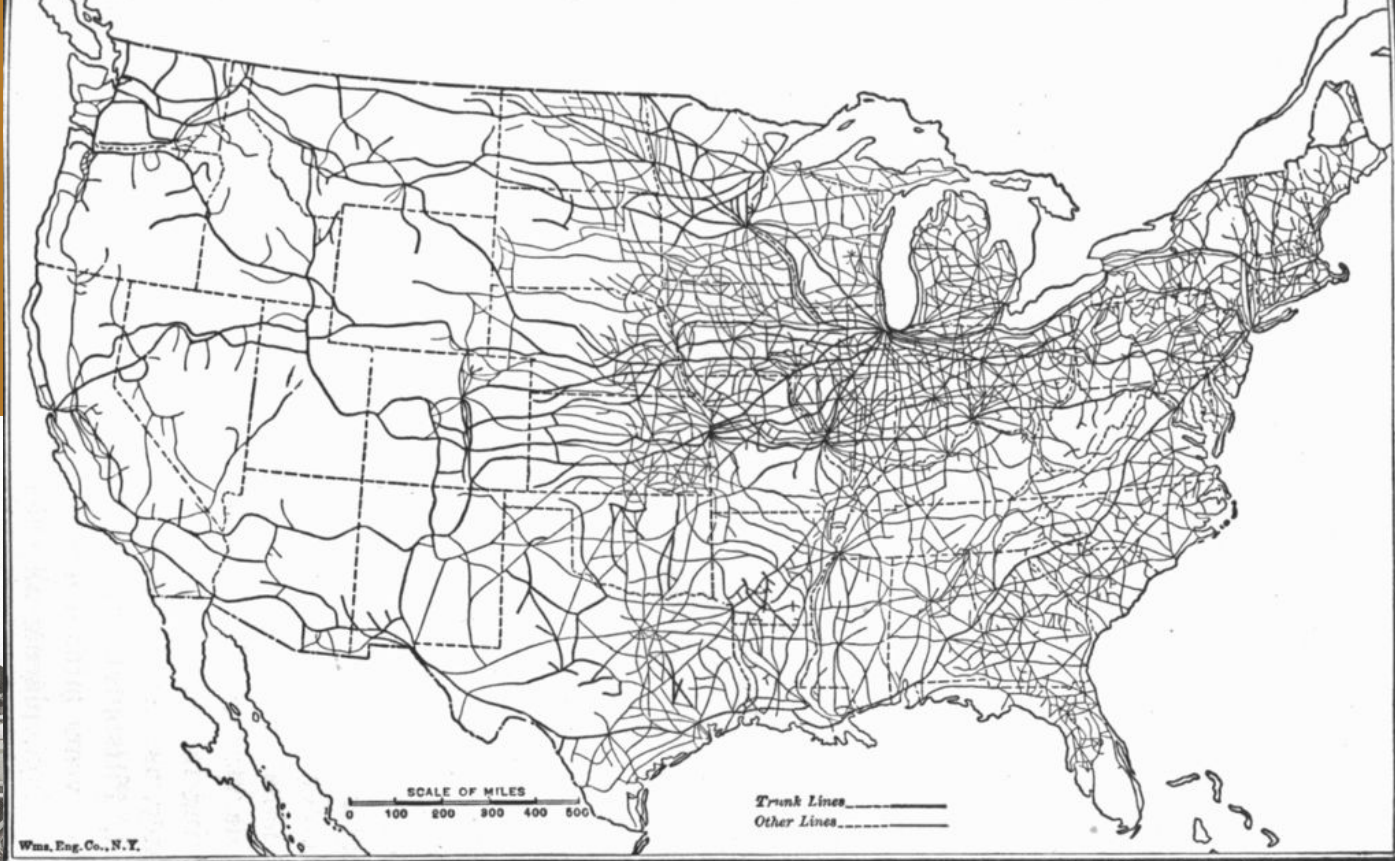 SCALE OF MILES
0 100 200 300 400 500
Trunk Lines
Other Lines
Wms. Eng. Co., N.Y.